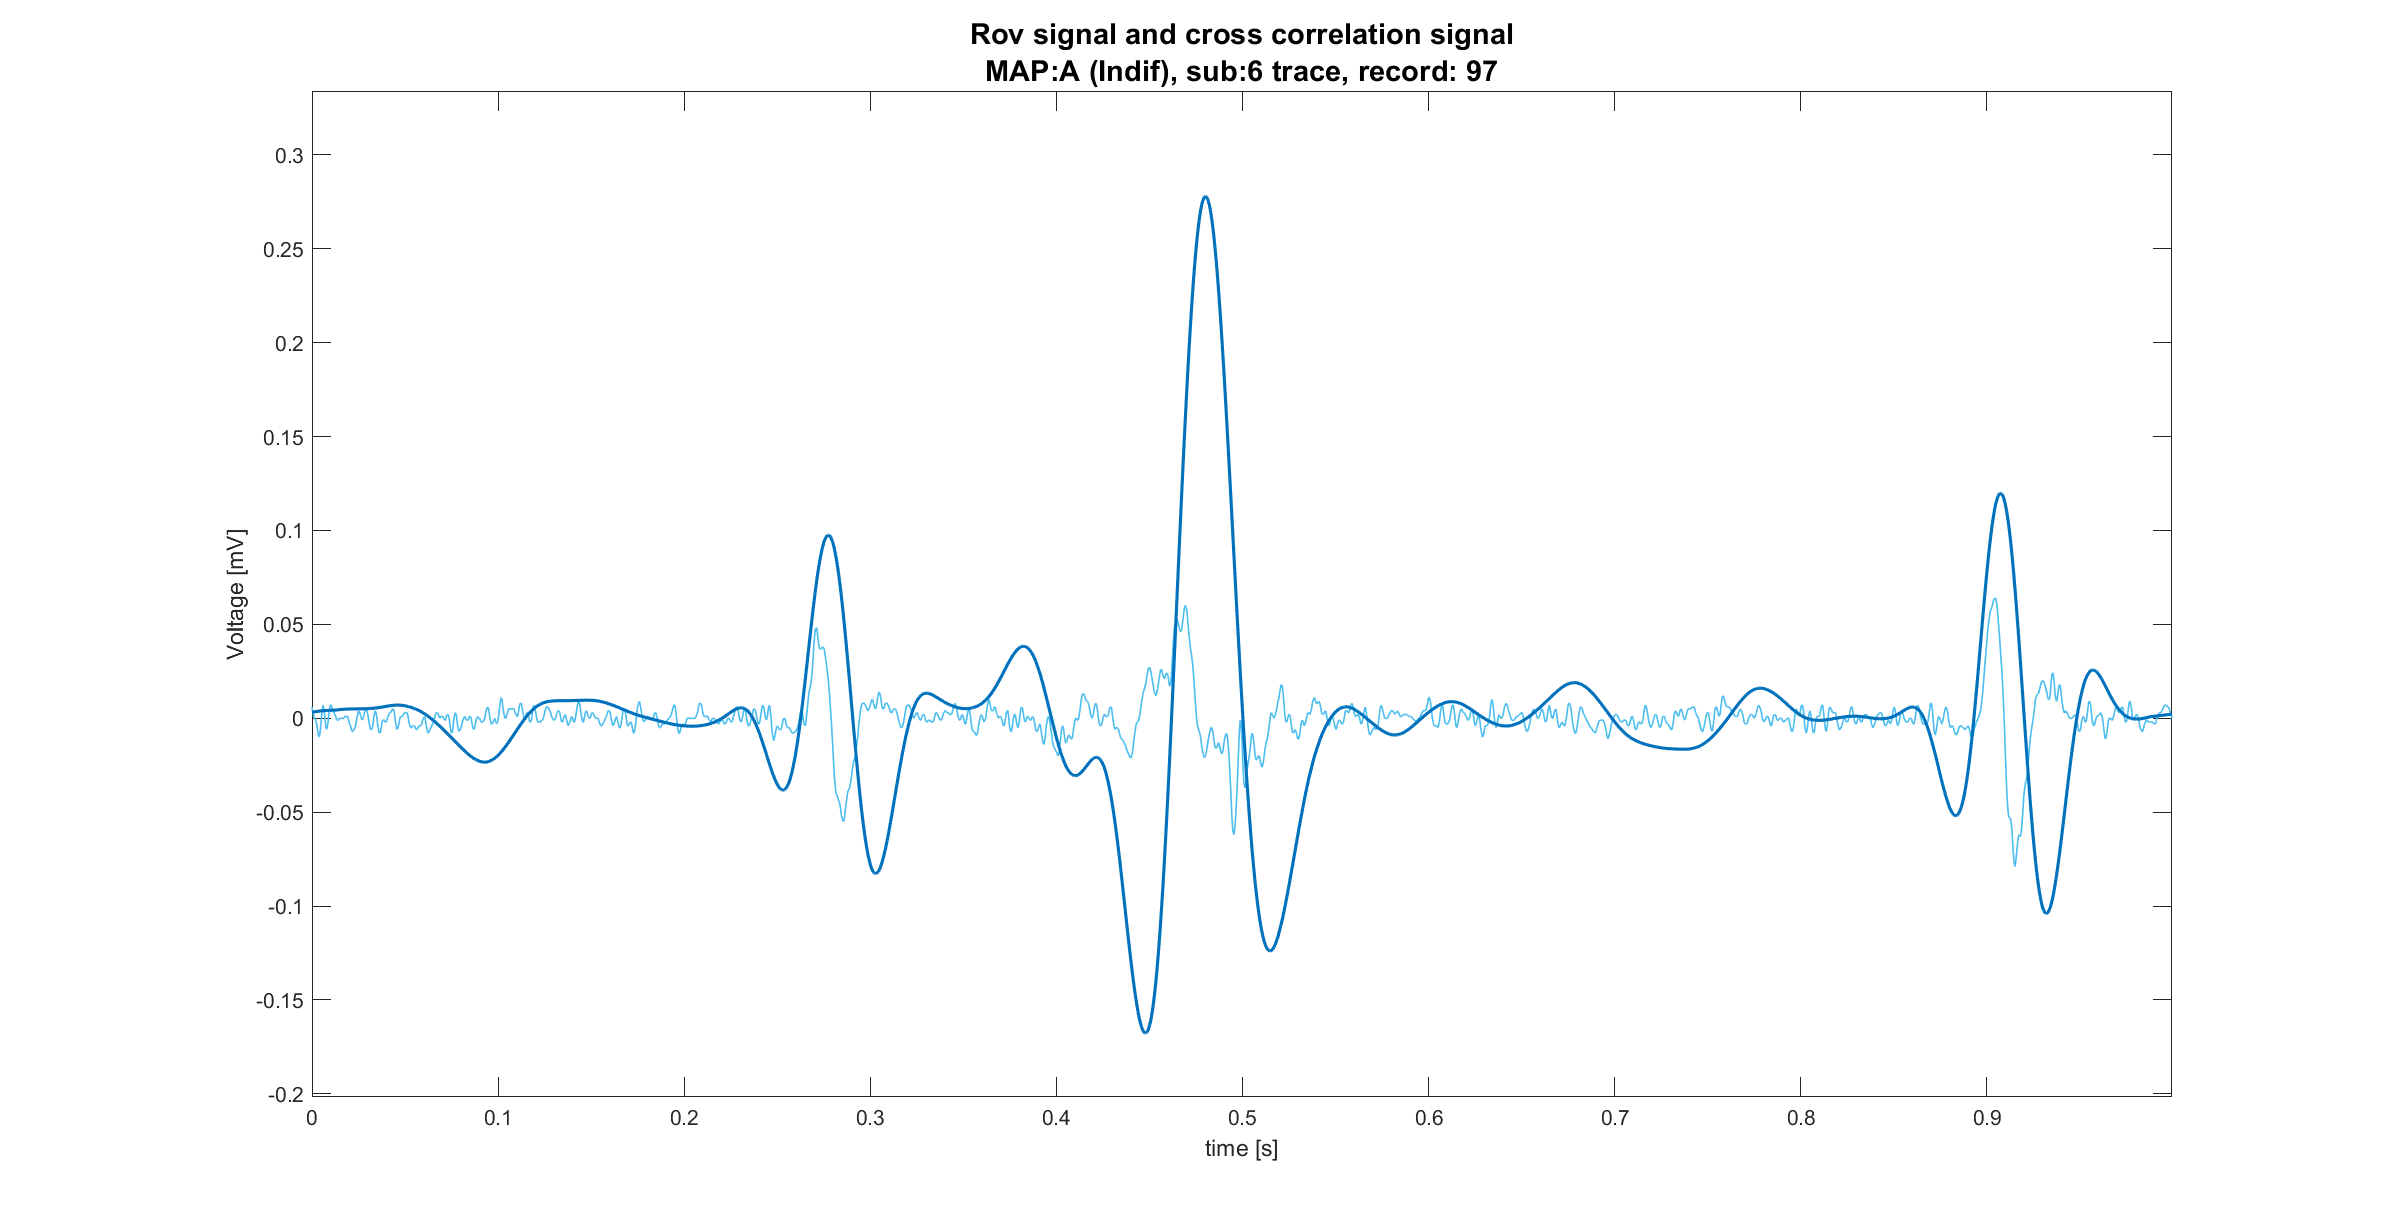 Rov signal and cross correlation signal
MAP:A (Indif), sub:6 trace, record: 97
Voltage [mV]
0.3
0.25
0.2
0.15
0.1
0.05
0
-0.05
-0.1
-0.15
-0.2
0 0.1 0.2 0.3 0.4 0.5 0.6 0.7 0.8 0.9
time [s]